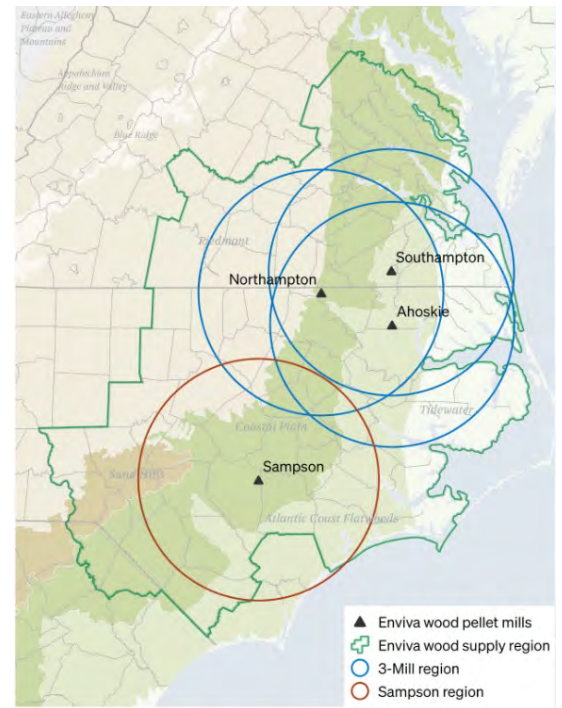 Eastern Allegheny
Plateau and
Mountains
Appalachian
Ridge and Valley
Blue Ridge
Piedmont
Southampton
Northampton
Ahoskie
Tidewater
Coastal Plain
Sampson
Sand Hills
Atlantic Coast Flatwoods
Enviva wood pellet mills
Enviva wood supply region
3-Mill region
Sampson region